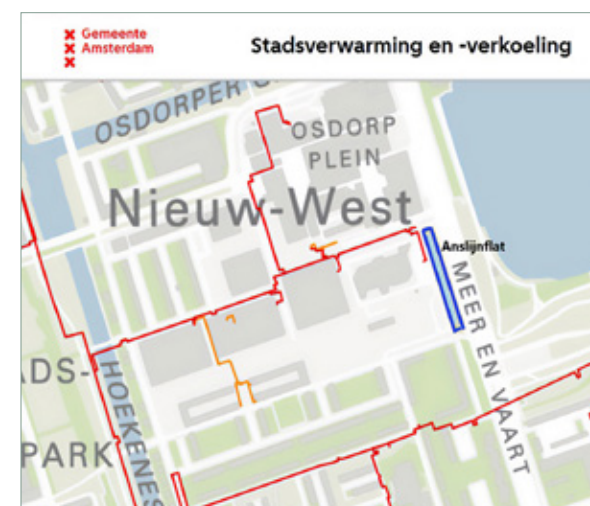 Gemeente
Amsterdam
Stadsverwarming en -verkoeling
OSDORPER
OSDORP
PLEIN
Nieuw-West
Anslijnflat
MEER EN VAART
ADS-
PARK
HOEKENES